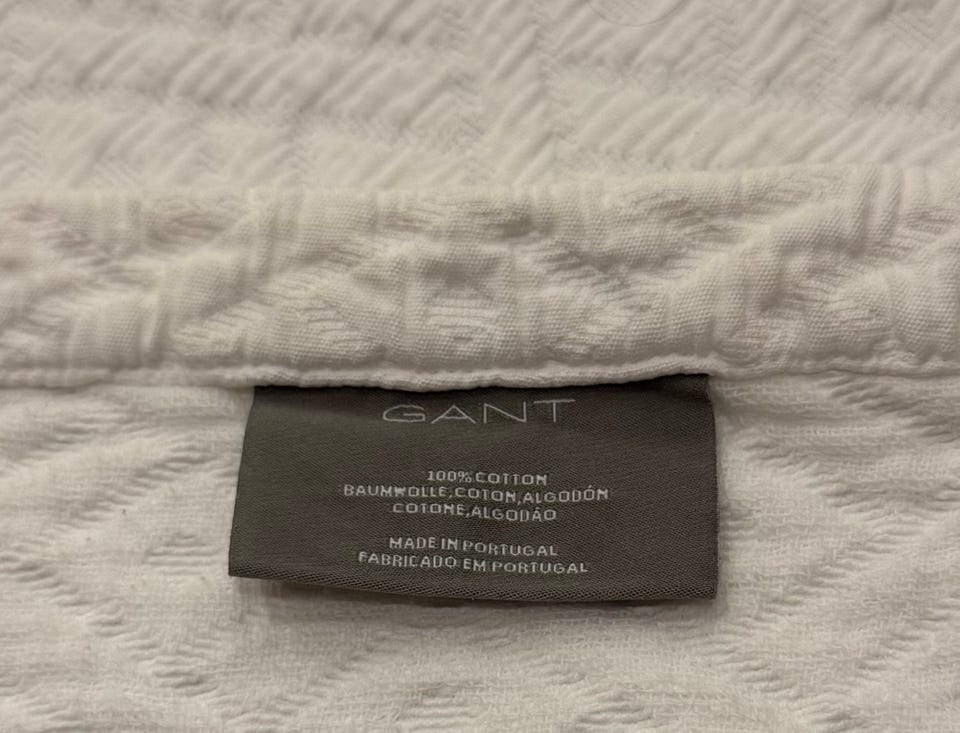 GANT
100% COTTON
BAUMWOLLE,COTON,ALGODÓN
COTONE,ALGODÃO
MADE IN PORTUGAL
FABRICADO EM PORTUGAL